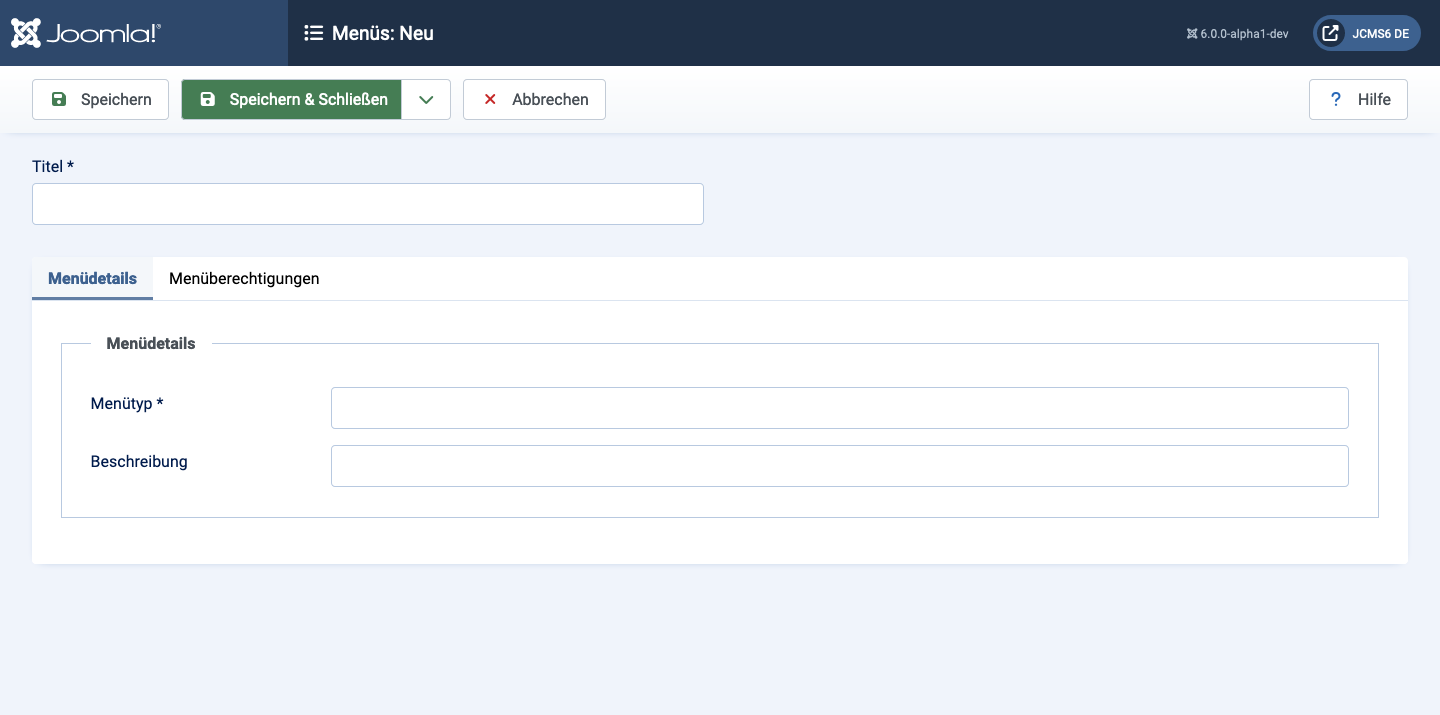 Joomla!®
Menüs: Neu
6.0.0-alpha1-dev
JCMS6 DE
Speichern
Speichern & Schließen
Abbrechen
? Hilfe
Titel *
Menüdetails
Menüberechtigungen
Menüdetails
Menütyp *
Beschreibung